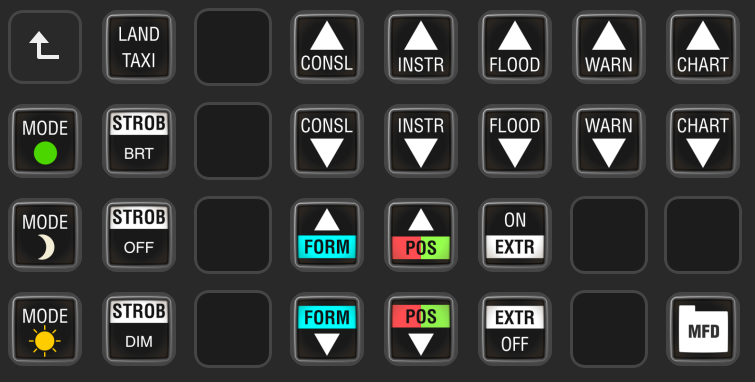 LAND
TAXI
CONSL
INSTR
FLOOD
WARN
CHART
MODE
STROB
BRT
CONSL
INSTR
FLOOD
WARN
CHART
MODE
STROB
OFF
FORM
POS
ON
EXTR
MODE
STROB
DIM
FORM
POS
EXTR
OFF
MFD